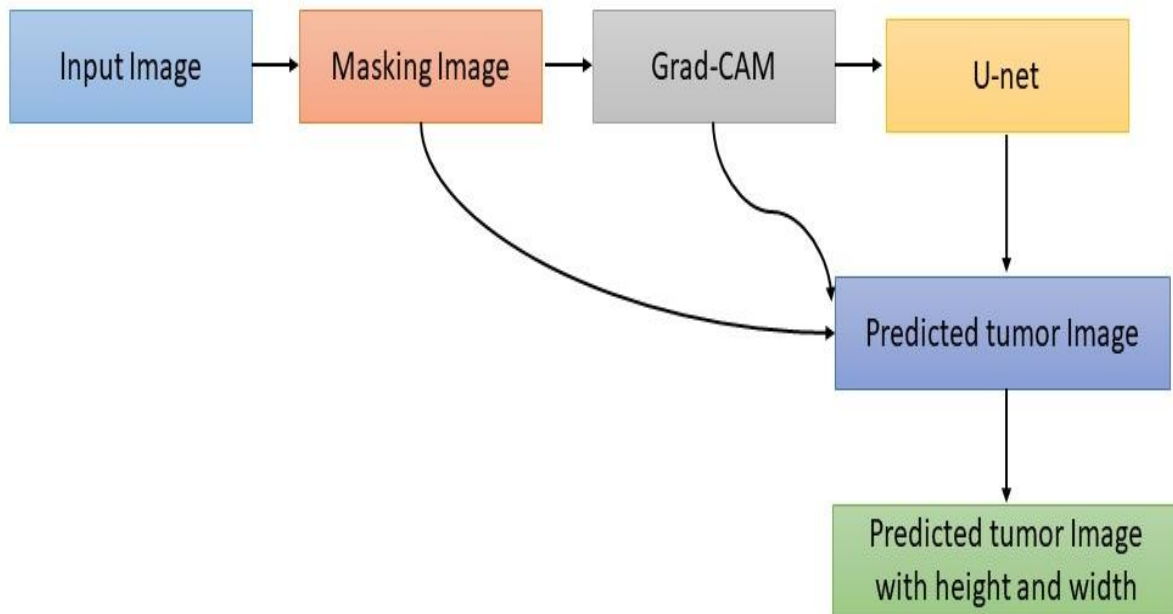 Input Image
Masking Image
Grad-CAM
U-net
Predicted tumor Image
Predicted tumor Image
with height and width